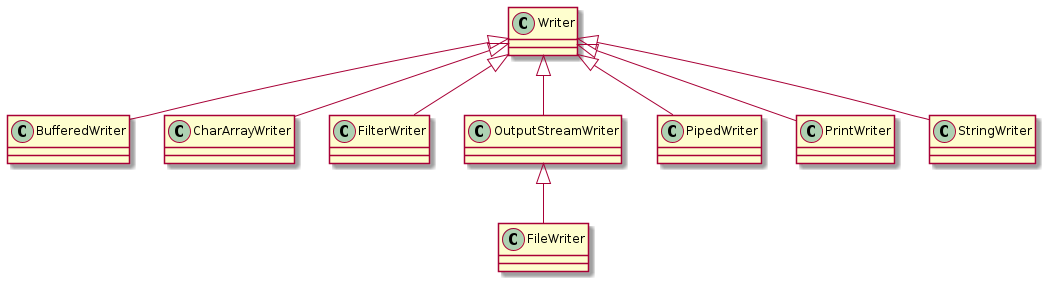 C Writer
C BufferedWriter
C CharArrayWriter
C FilterWriter
C OutputStreamWriter
C PipedWriter
C PrintWriter
C StringWriter
C FileWriter